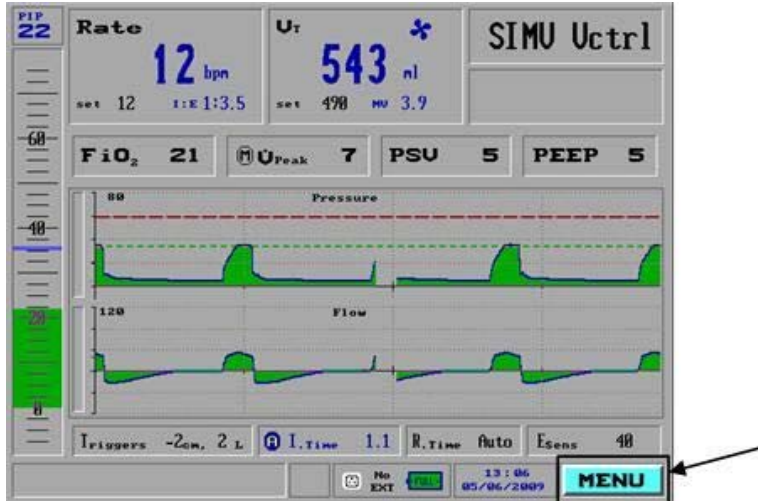 PIP
22
Rate
12 bpm
set 12 I:E 1:3.5
VT
543 ml
set 490 MV 3.9
SIMV Vctrl
FiO2 21
M V̇Peak 7
PSV 5
PEEP 5
60
40
20
0
80 Pressure
120 Flow
Triggers -2cm, 2 L
A I.Time 1.1
R.Time Auto
Esens 40
No
EXT
FULL
13:06
05/06/2009
MENU